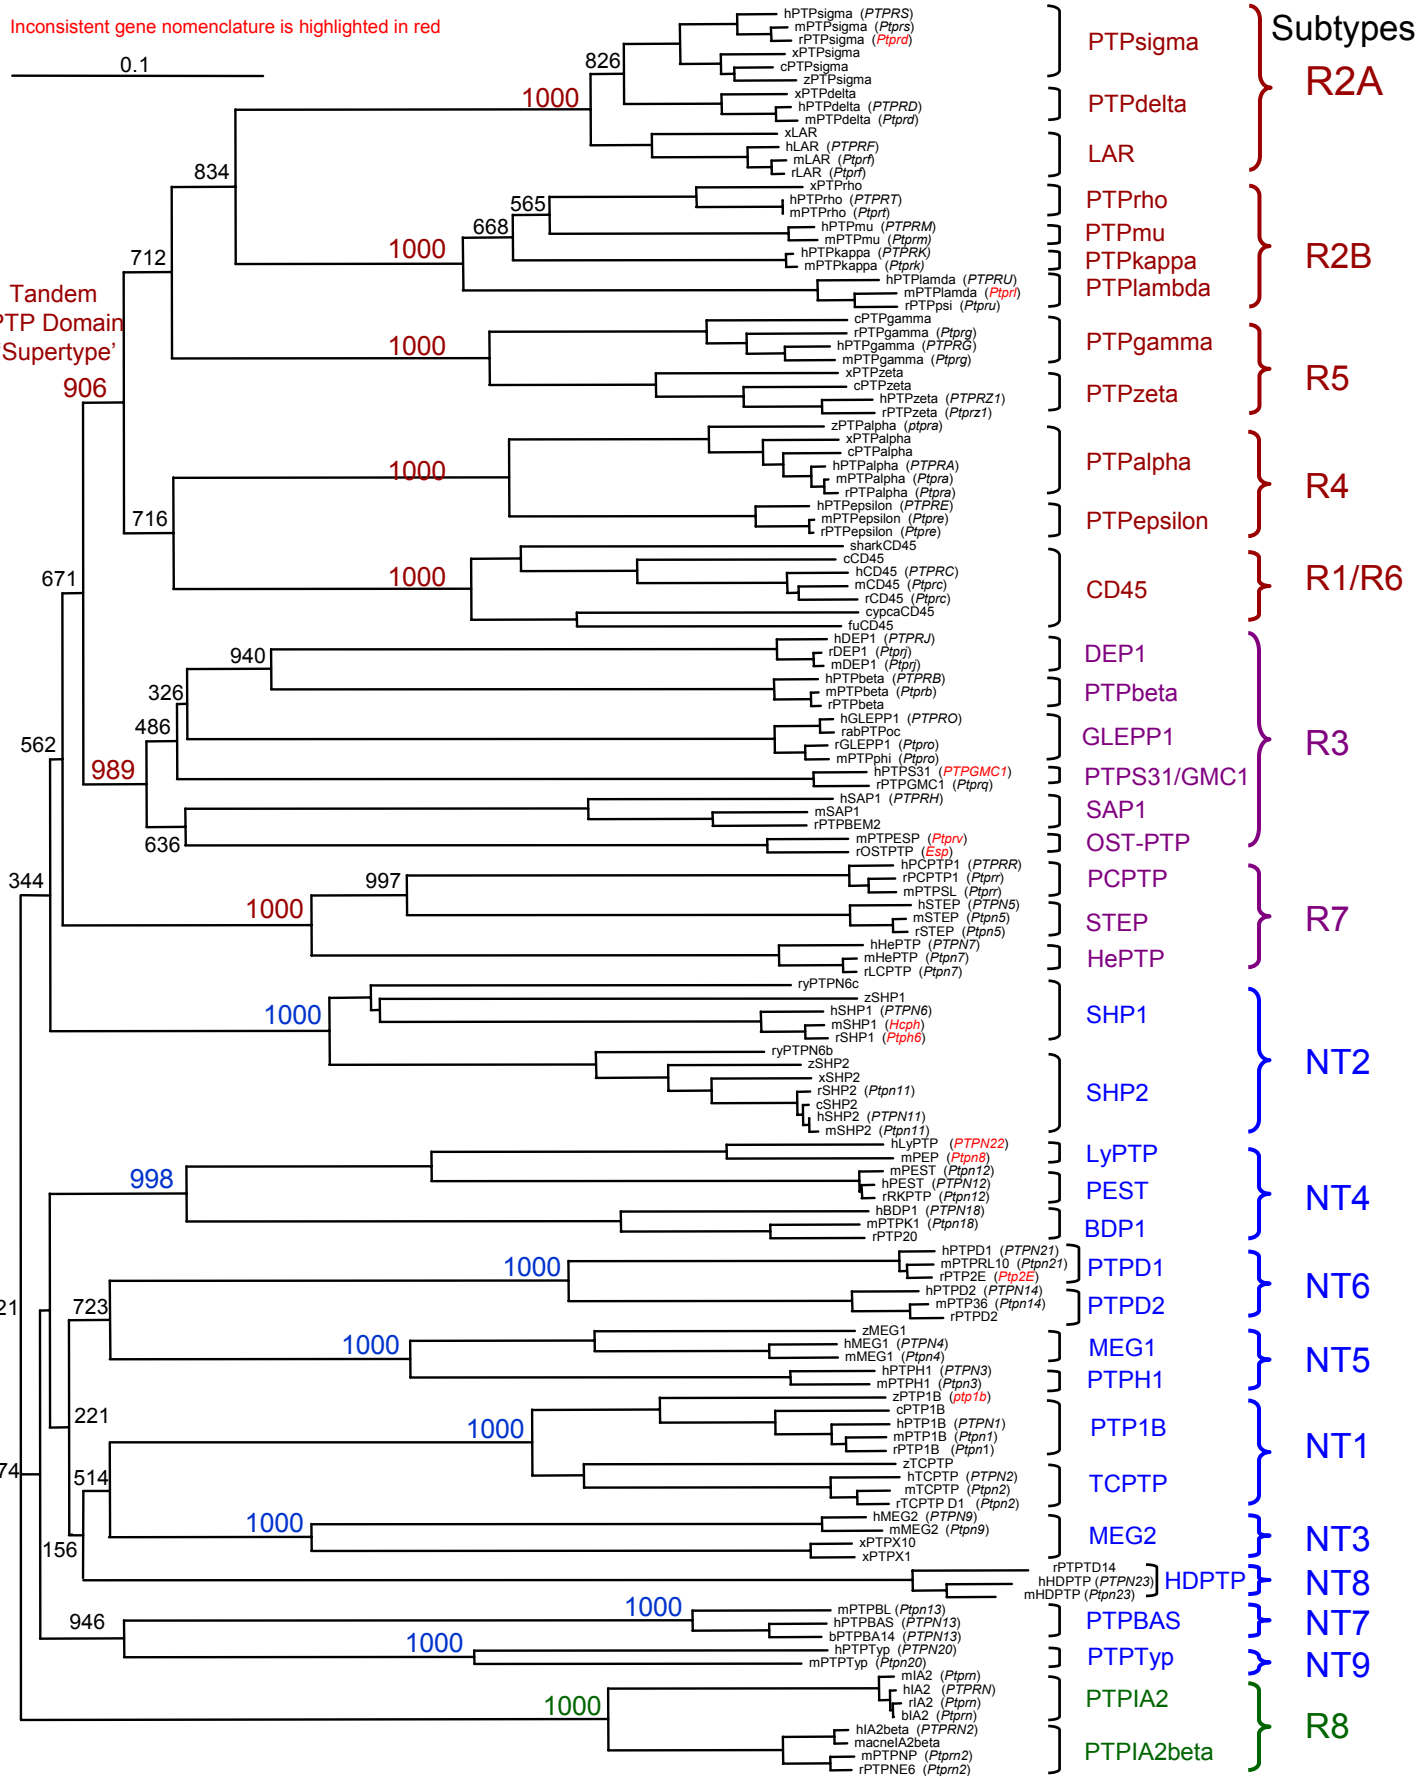 Inconsistent gene nomenclature is highlighted in red
0.1
Subtypes
hPTPsigma (PTPRS)
mPTPsigma (Ptprs)
rPTPsigma (Ptprd)
xPTPsigma
cPTPsigma
zPTPsigma
PTPsigma
826
1000
xPTPdelta
hPTPdelta (PTPRD)
mPTPdelta (Ptprd)
PTPdelta
R2A
xLAR
hLAR (PTPRF)
mLAR (Ptprf)
rLAR (Ptprf)
LAR
834
xPTPrho
hPTPrho (PTPRT)
mPTPrho (Ptprt)
PTPrho
565
668
1000
hPTPmu (PTPRM)
mPTPmu (Ptprm)
PTPmu
hPTPkappa (PTPRK)
mPTPkappa (Ptprk)
PTPkappa
R2B
712
hPTPlamda (PTPRU)
mPTPlamda (Ptprl)
rPTPpsi (Ptpru)
PTPlambda
Tandem
PTP Domain
'Supertype'
906
cPTPgamma
rPTPgamma (Ptprg)
hPTPgamma (PTPRG)
mPTPgamma (Ptprg)
PTPgamma
1000
R5
xPTPzeta
cPTPzeta
hPTPzeta (PTPRZ1)
rPTPzeta (Ptprz1)
PTPzeta
zPTPalpha (ptpra)
xPTPalpha
cPTPalpha
hPTPalpha (PTPRA)
mPTPalpha (Ptpra)
rPTPalpha (Ptpra)
PTPalpha
1000
R4
hPTPepsilon (PTPRE)
mPTPepsilon (Ptpre)
rPTPepsilon (Ptpre)
PTPepsilon
716
sharkCD45
cCD45
hCD45 (PTPRC)
mCD45 (Ptprc)
rCD45 (Ptprc)
cypcaCD45
fuCD45
CD45
1000
R1/R6
671
hDEP1 (PTPRJ)
rDEP1 (Ptprj)
mDEP1 (Ptprj)
DEP1
940
hPTPbeta (PTPRB)
mPTPbeta (Ptprb)
rPTPbeta
PTPbeta
326
486
hGLEPP1 (PTPRO)
rabPTPoc
rGLEPP1 (Ptpro)
mPTPphi (Ptpro)
GLEPP1
R3
562
989
hPTPS31 (PTPGMC1)
rPTPGMC1 (Ptprq)
PTPS31/GMC1
hSAP1 (PTPRH)
mSAP1
rPTPBEM2
SAP1
636
mPTPESP (Ptprv)
rOSTPTP (Esp)
OST-PTP
344
997
hPCPTP1 (PTPRR)
rPCPTP1 (Ptprr)
mPTPSL (Ptprr)
PCPTP
1000
hSTEP (PTPN5)
mSTEP (Ptpn5)
rSTEP (Ptpn5)
STEP
R7
hHePTP (PTPN7)
mHePTP (Ptpn7)
rLCPTP (Ptpn7)
HePTP
ryPTPN6c
zSHP1
hSHP1 (PTPN6)
mSHP1 (Hcph)
rSHP1 (Ptph6)
SHP1
1000
NT2
ryPTPN6b
zSHP2
xSHP2
rSHP2 (Ptpn11)
cSHP2
hSHP2 (PTPN11)
mSHP2 (Ptpn11)
SHP2
hLyPTP (PTPN22)
mPEP (Ptpn8)
LyPTP
998
mPEST (Ptpn12)
hPEST (PTPN12)
rRKPTP (Ptpn12)
PEST
NT4
hBDP1 (PTPN18)
mPTPK1 (Ptpn18)
rPTP20
BDP1
hPTPD1 (PTPN21)
mPTPRL10 (Ptpn21)
rPTP2E (Ptp2E)
PTPD1
1000
NT6
21
723
hPTPD2 (PTPN14)
mPTP36 (Ptpn14)
rPTPD2
PTPD2
zMEG1
hMEG1 (PTPN4)
mMEG1 (Ptpn4)
MEG1
1000
NT5
hPTPH1 (PTPN3)
mPTPH1 (Ptpn3)
PTPH1
221
zPTP1B (ptp1b)
cPTP1B
hPTP1B (PTPN1)
mPTP1B (Ptpn1)
rPTP1B (Ptpn1)
PTP1B
1000
NT1
74
514
zTCPTP
hTCPTP (PTPN2)
mTCPTP (Ptpn2)
rTCPTP D1 (Ptpn2)
TCPTP
1000
hMEG2 (PTPN9)
mMEG2 (Ptpn9)
xPTPX10
xPTPX1
MEG2
NT3
156
rPTPTD14
hHDPTP (PTPN23)
mHDPTP (Ptpn23)
HDPTP
NT8
946
1000
mPTPBL (Ptpn13)
hPTPBAS (PTPN13)
bPTPBA14 (PTPN13)
PTPBAS
NT7
1000
hPTPTyp (PTPN20)
mPTPTyp (Ptpn20)
PTPTyp
NT9
1000
mIA2 (Ptprn)
hIA2 (PTPRN)
rIA2 (Ptprn)
bIA2 (Ptprn)
PTPIA2
R8
hIA2beta (PTPRN2)
macneIA2beta
mPTPNP (Ptprn2)
rPTPNE6 (Ptprn2)
PTPIA2beta